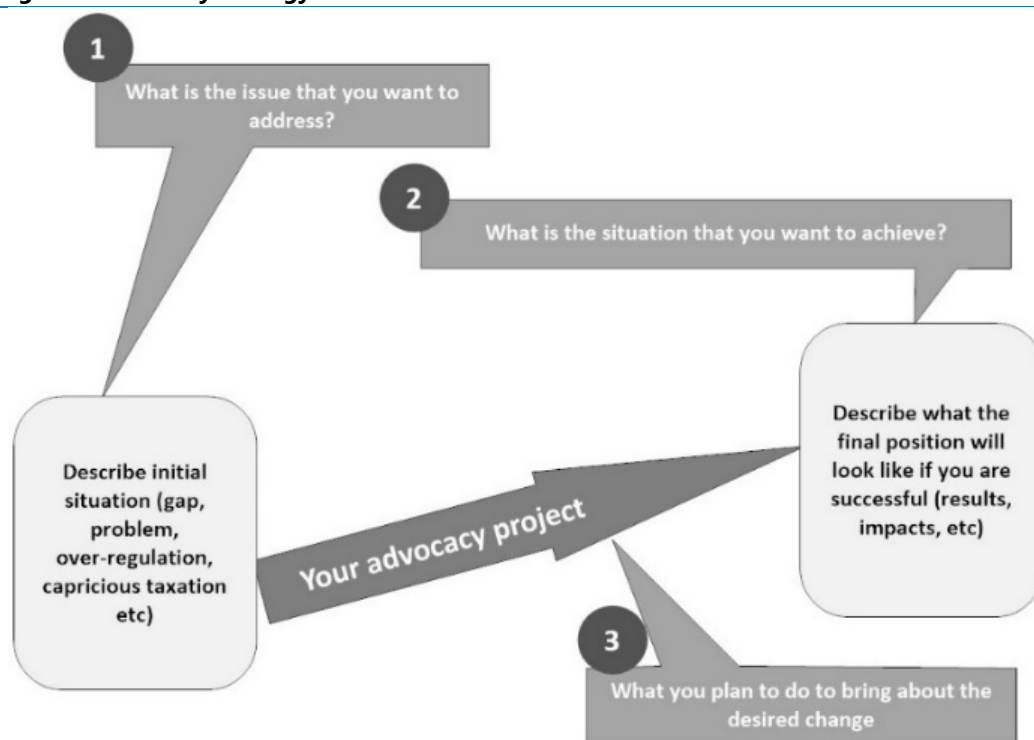 1
What is the issue that you want to
address?
2
What is the situation that you want to achieve?
Describe initial
situation (gap,
problem,
over-regulation,
capricious taxation
etc)
Your advocacy project
Describe what the
final position will
look like if you are
successful (results,
impacts, etc)
3
What you plan to do to bring about the
desired change